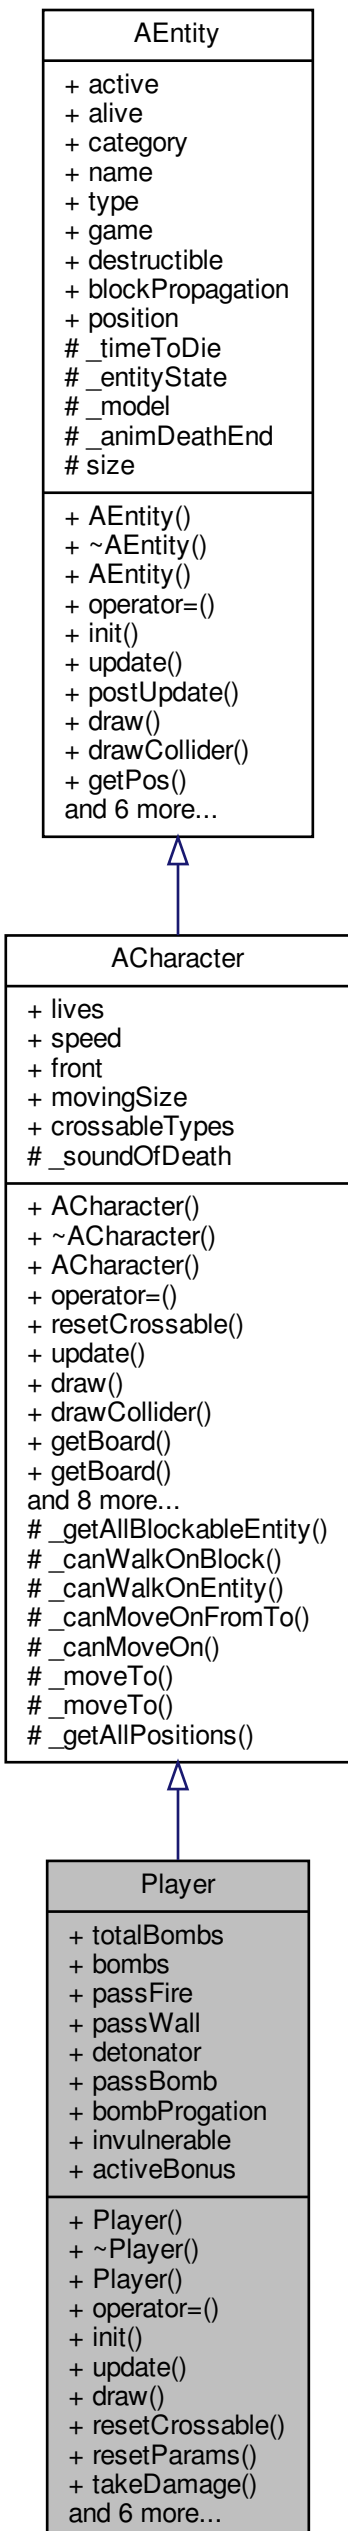 AEntity
+ active
+ alive
+ category
+ name
+ type
+ game
+ destructible
+ blockPropagation
+ position
# _timeToDie
# _entityState
# _model
# _animDeathEnd
# size
+ AEntity()
+ ~AEntity()
+ AEntity()
+ operator=()
+ init()
+ update()
+ postUpdate()
+ draw()
+ drawCollider()
+ getPos()
and 6 more...
ACharacter
+ lives
+ speed
+ front
+ movingSize
+ crossableTypes
# _soundOfDeath
+ ACharacter()
+ ~ACharacter()
+ ACharacter()
+ operator=()
+ resetCrossable()
+ update()
+ draw()
+ drawCollider()
+ getBoard()
+ getBoard()
and 8 more...
# _getAllBlockableEntity()
# _canWalkOnBlock()
# _canWalkOnEntity()
# _canMoveOnFromTo()
# _canMoveOn()
# _moveTo()
# _moveTo()
# _getAllPositions()
Player
+ totalBombs
+ bombs
+ passFire
+ passWall
+ detonator
+ passBomb
+ bombProgation
+ invulnerable
+ activeBonus
+ Player()
+ ~Player()
+ Player()
+ operator=()
+ init()
+ update()
+ draw()
+ resetCrossable()
+ resetParams()
+ takeDamage()
and 6 more...